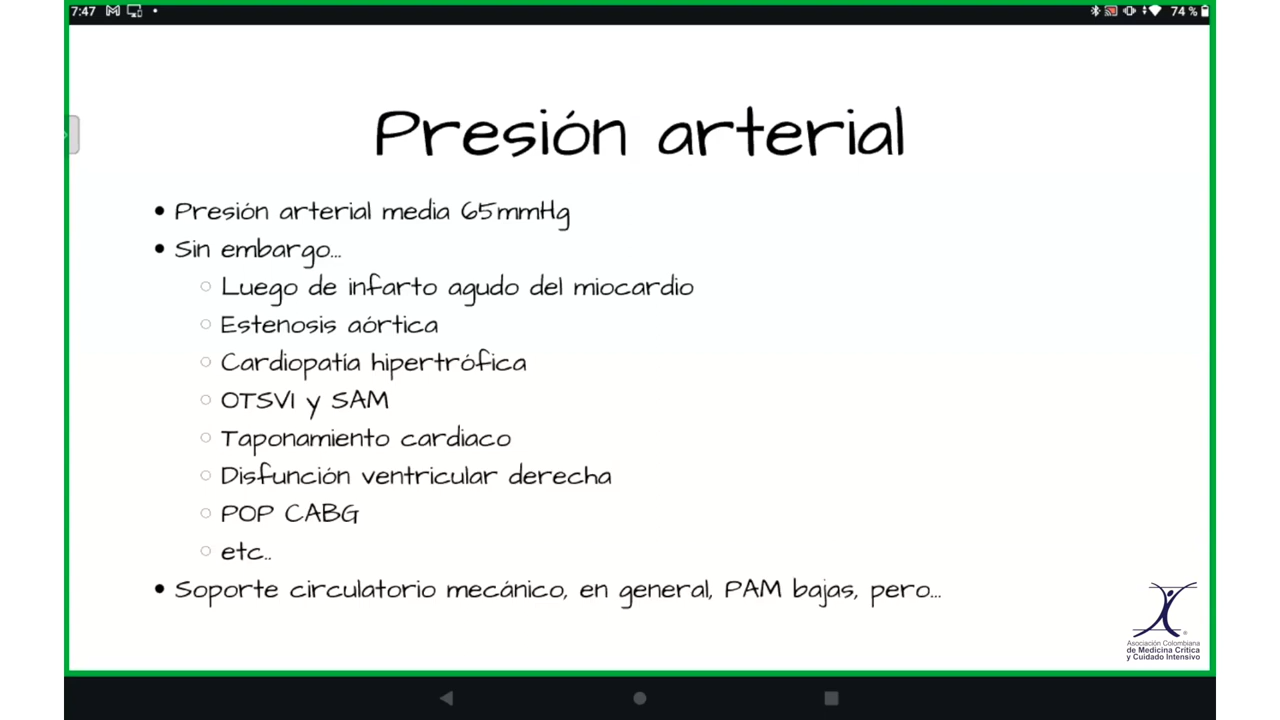 7:47
74 %
Presión arterial
• Presión arterial media 65mmHg
• Sin embargo...
○ Luego de infarto agudo del miocardio
○ Estenosis aórtica
○ Cardiopatía hipertrófica
○ OTSVI y SAM
○ Taponamiento cardiaco
○ Disfunción ventricular derecha
○ POP CABG
○ etc..
• Soporte circulatorio mecánico, en general, PAM bajas, pero...
Asociación Colombiana
de Medicina Crítica
y Cuidado Intensivo